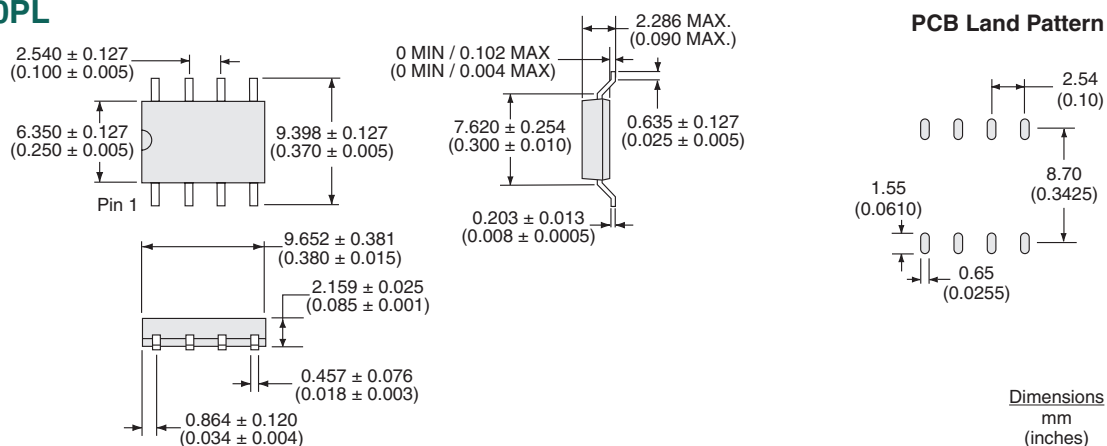 0PL
2.540 ± 0.127
(0.100 ± 0.005)
6.350 ± 0.127
(0.250 ± 0.005)
9.398 ± 0.127
(0.370 ± 0.005)
Pin 1
9.652 ± 0.381
(0.380 ± 0.015)
2.159 ± 0.025
(0.085 ± 0.001)
0.457 ± 0.076
(0.018 ± 0.003)
0.864 ± 0.120
(0.034 ± 0.004)
2.286 MAX.
(0.090 MAX.)
0 MIN / 0.102 MAX
(0 MIN / 0.004 MAX)
7.620 ± 0.254
(0.300 ± 0.010)
0.635 ± 0.127
(0.025 ± 0.005)
0.203 ± 0.013
(0.008 ± 0.0005)
PCB Land Pattern
2.54
(0.10)
8.70
(0.3425)
1.55
(0.0610)
0.65
(0.0255)
Dimensions
mm
(inches)